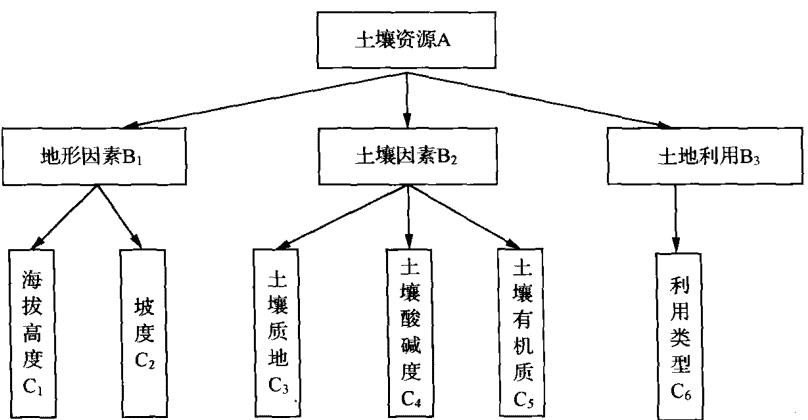 土壤资源A
地形因素B₁
土壤因素B₂
土地利用B₃
海拔高度C₁
坡度C₂
土壤质地C₃
土壤酸碱度C₄
土壤有机质C₅
利用类型C₆